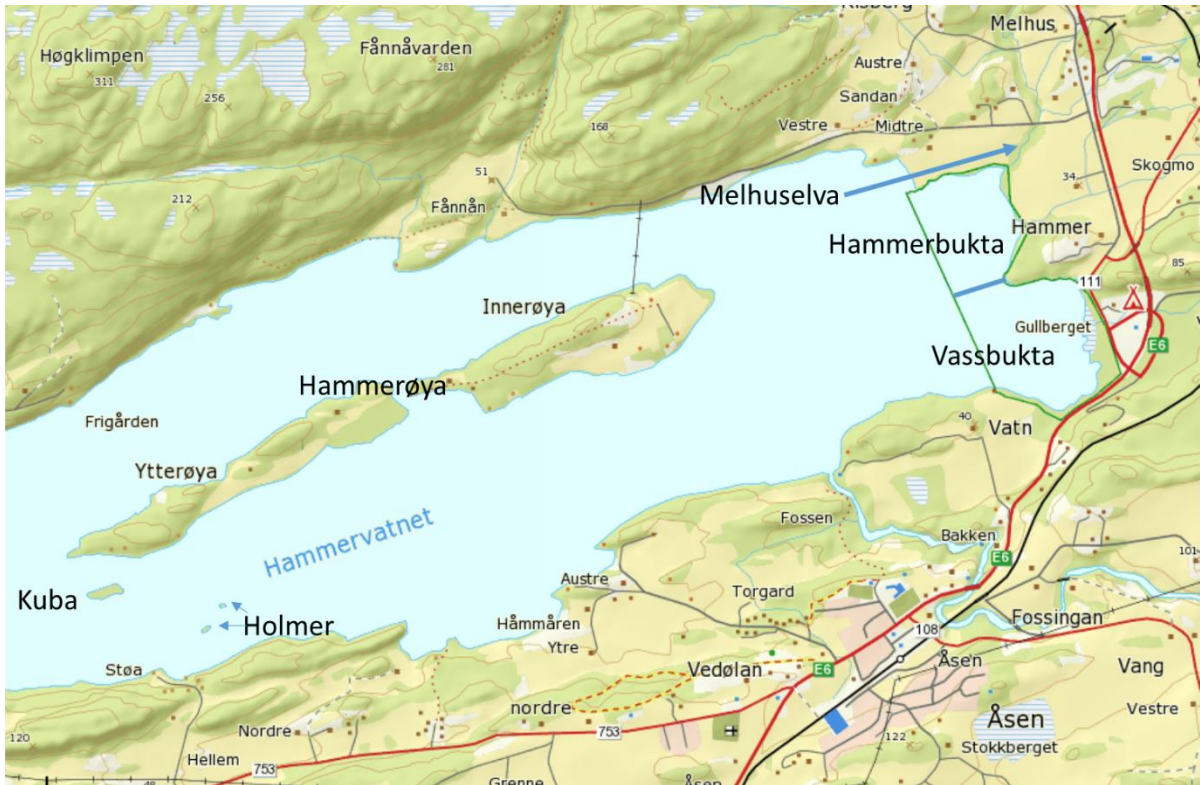 Risberg
Melhus
Høgklimpen
311
Fånnåvarden
281
Austre
256
Sandan
168
Vestre
Midtre
Skogmo
51
34
Melhuselva
212
Fånnån
Hammer
Hammerbukta
85
111
Innerøya
Gullberget
E6
Vassbukta
Hammerøya
Frigården
40
Vatn
Ytterøya
Hammervatnet
Fossen
Bakken
E6
101
Austre
Torgard
Kuba
Holmer
Håmmåren
108
Fossingan
Ytre
Støa
Vedølan
E6
Åsen
Vang
nordre
Vestre
Nordre
753
Åsen
120
122
Stokkberget
Hellem
753
48
Grenne
Åsen